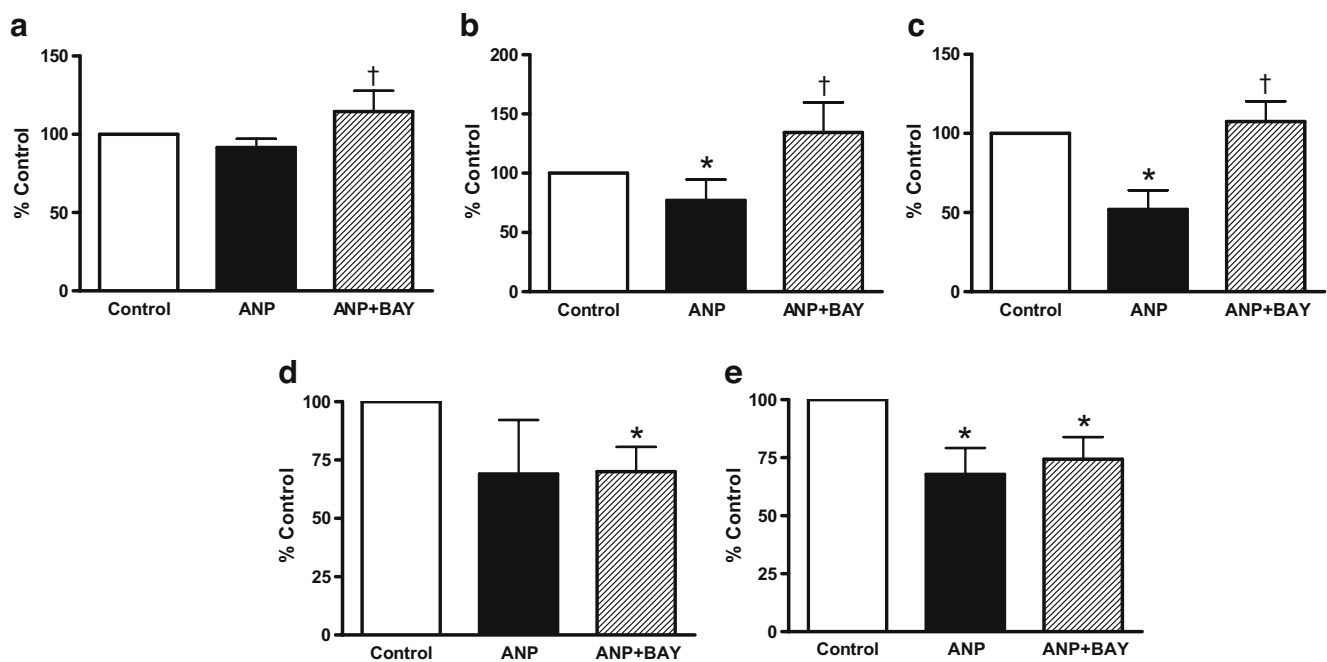 a
150
100
50
0
% Control
Control ANP ANP+BAY
†
b
200
150
100
50
0
% Control
Control ANP ANP+BAY
*
†
c
150
100
50
0
% Control
Control ANP ANP+BAY
*
†
d
100
75
50
25
0
% Control
Control ANP ANP+BAY
*
e
100
75
50
25
0
% Control
Control ANP ANP+BAY
*
*